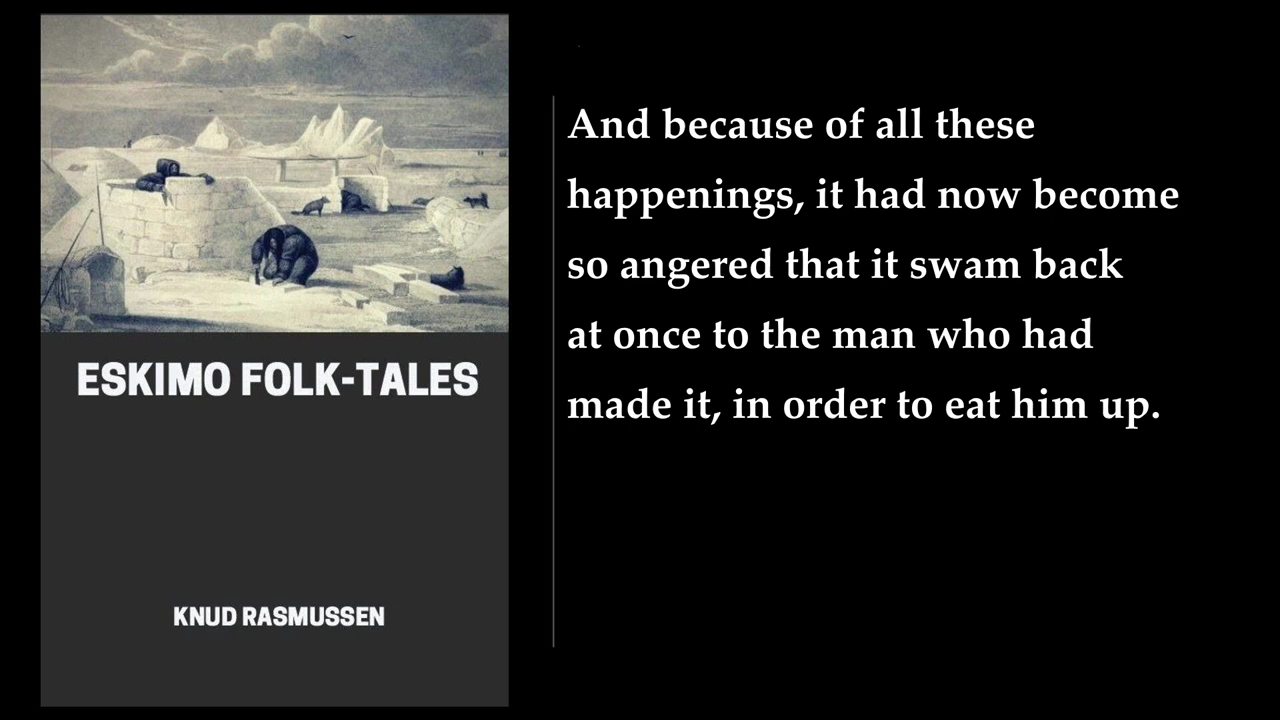 ESKIMO FOLK-TALES
KNUD RASMUSSEN
And because of all these
happenings, it had now become
so angered that it swam back
at once to the man who had
made it, in order to eat him up.